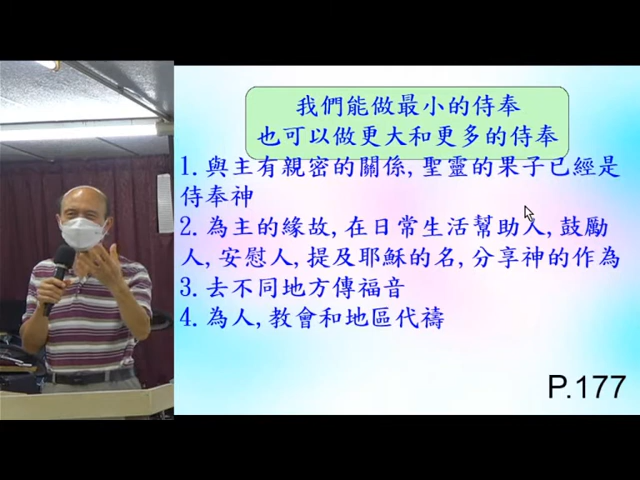 我們能做最小的侍奉
也可以做更大和更多的侍奉
1.與主有親密的關係,聖靈的果子已經是
侍奉神
2.為主的緣故,在日常生活幫助人,鼓勵
人,安慰人,提及耶穌的名,分享神的作為
3.去不同地方傳福音
4.為人,教會和地區代禱
P.177